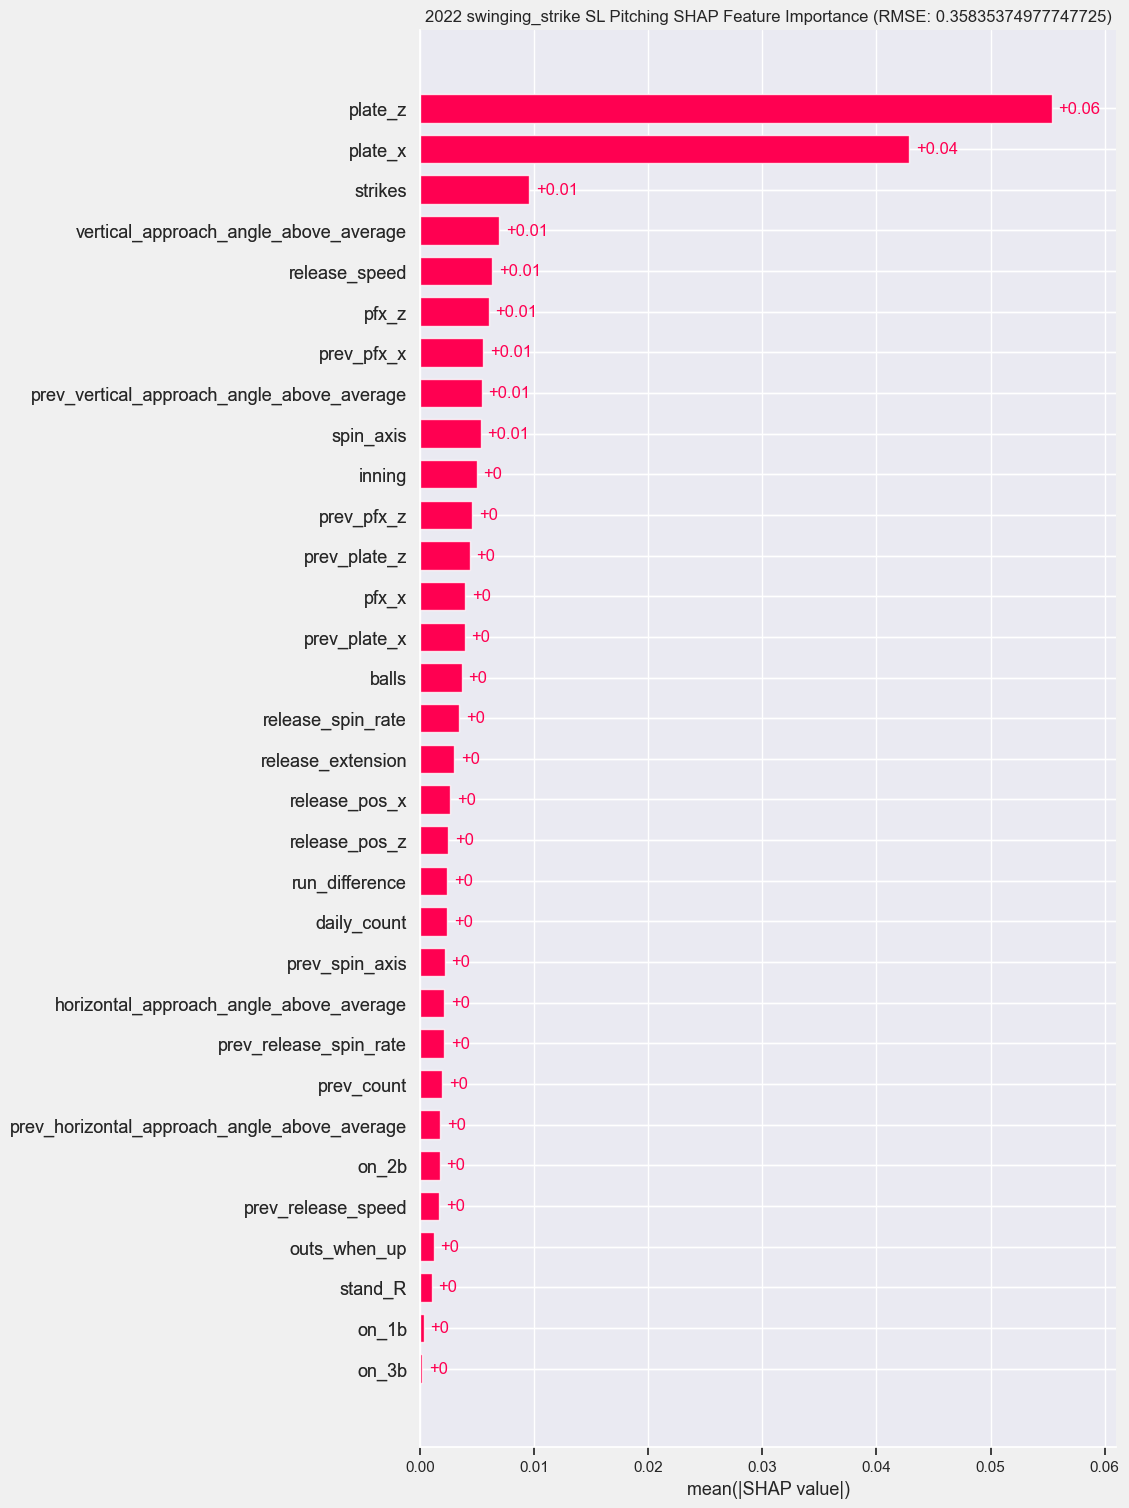 2022 swinging_strike SL Pitching SHAP Feature Importance (RMSE: 0.35835374977747725)
plate_z +0.06
plate_x +0.04
strikes +0.01
vertical_approach_angle_above_average +0.01
release_speed +0.01
pfx_z +0.01
prev_pfx_x +0.01
prev_vertical_approach_angle_above_average +0.01
spin_axis +0.01
inning +0
prev_pfx_z +0
prev_plate_z +0
pfx_x +0
prev_plate_x +0
balls +0
release_spin_rate +0
release_extension +0
release_pos_x +0
release_pos_z +0
run_difference +0
daily_count +0
prev_spin_axis +0
horizontal_approach_angle_above_average +0
prev_release_spin_rate +0
prev_count +0
prev_horizontal_approach_angle_above_average +0
on_2b +0
prev_release_speed +0
outs_when_up +0
stand_R +0
on_1b +0
on_3b +0
0.00 0.01 0.02 0.03 0.04 0.05 0.06
mean(|SHAP value|)